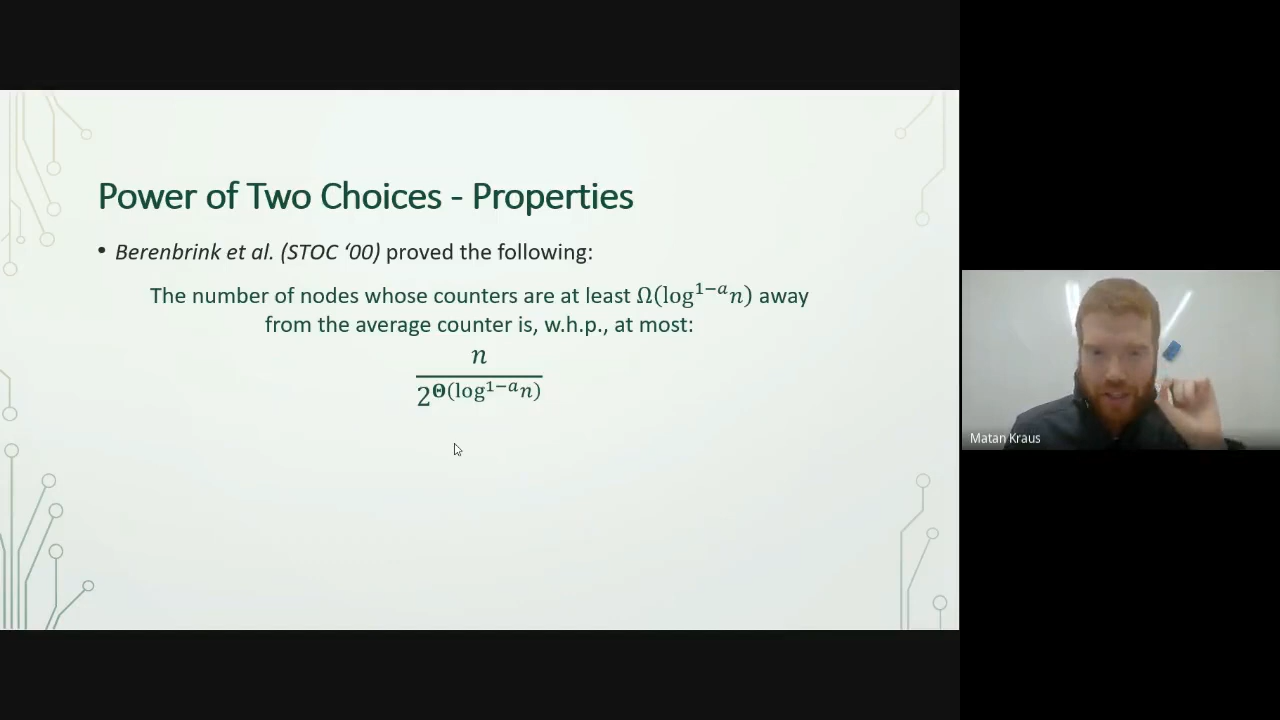 Power of Two Choices - Properties
• Berenbrink et al. (STOC ‘00) proved the following:
The number of nodes whose counters are at least Ω(log^{1−a} n) away
from the average counter is, w.h.p., at most:
n
2^{Θ(log^{1−a} n)}
Matan Kraus